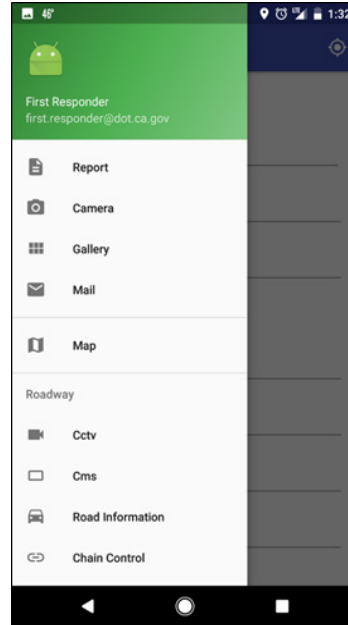 46° 1:32
First Responder
first.responder@dot.ca.gov
Report
Camera
Gallery
Mail
Map
Roadway
Cctv
Cms
Road Information
Chain Control